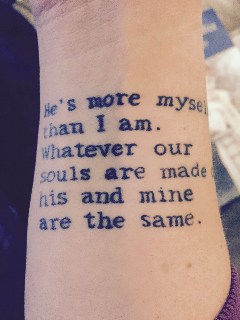 He's more mysel
than I am.
Whatever our
souls are made
his and mine
are the same.